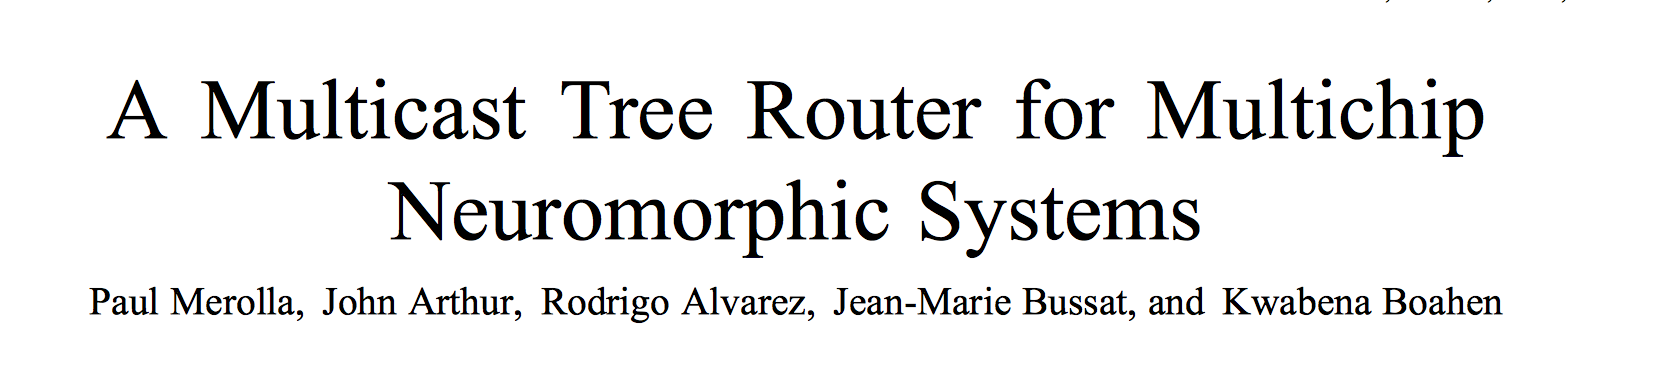 A Multicast Tree Router for Multichip
Neuromorphic Systems
Paul Merolla, John Arthur, Rodrigo Alvarez, Jean-Marie Bussat, and Kwabena Boahen